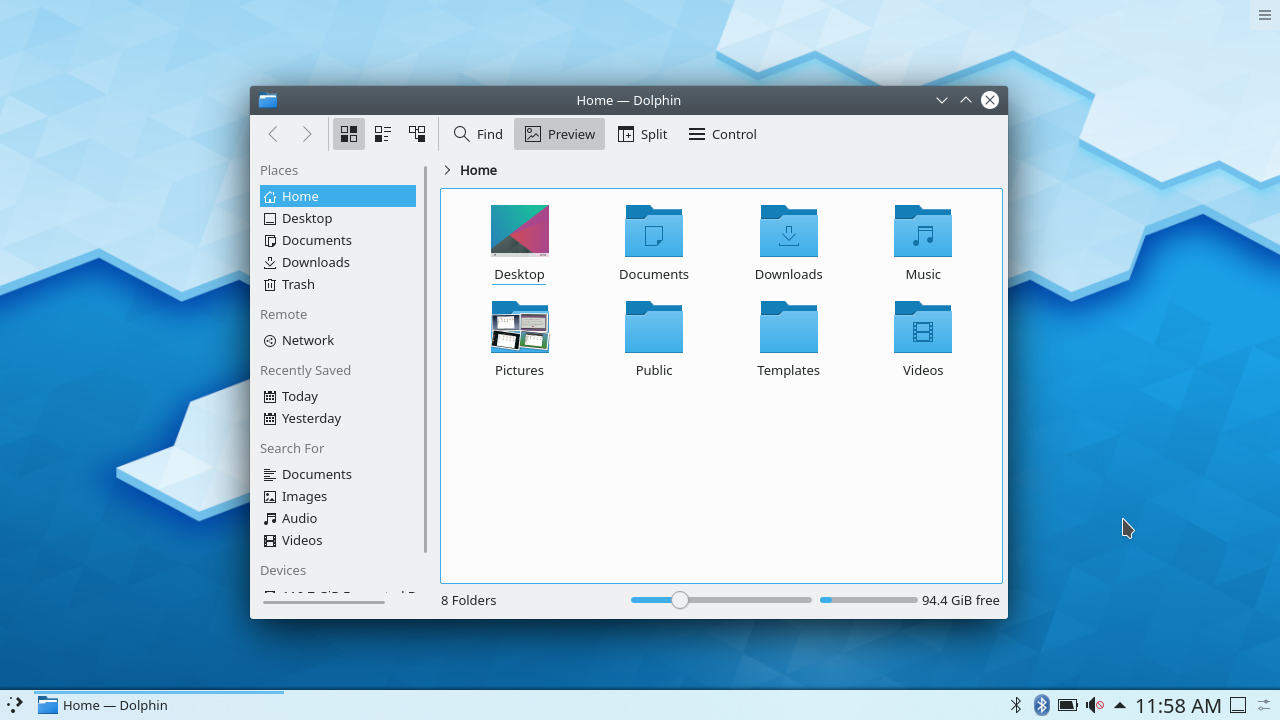 Home — Dolphin
Find
Preview
Split
Control
Places
Home
Desktop
Documents
Downloads
Trash
Remote
Network
Recently Saved
Today
Yesterday
Search For
Documents
Images
Audio
Videos
Devices
Home
Desktop
Documents
Downloads
Music
Pictures
Public
Templates
Videos
8 Folders
94.4 GiB free
Home — Dolphin
11:58 AM